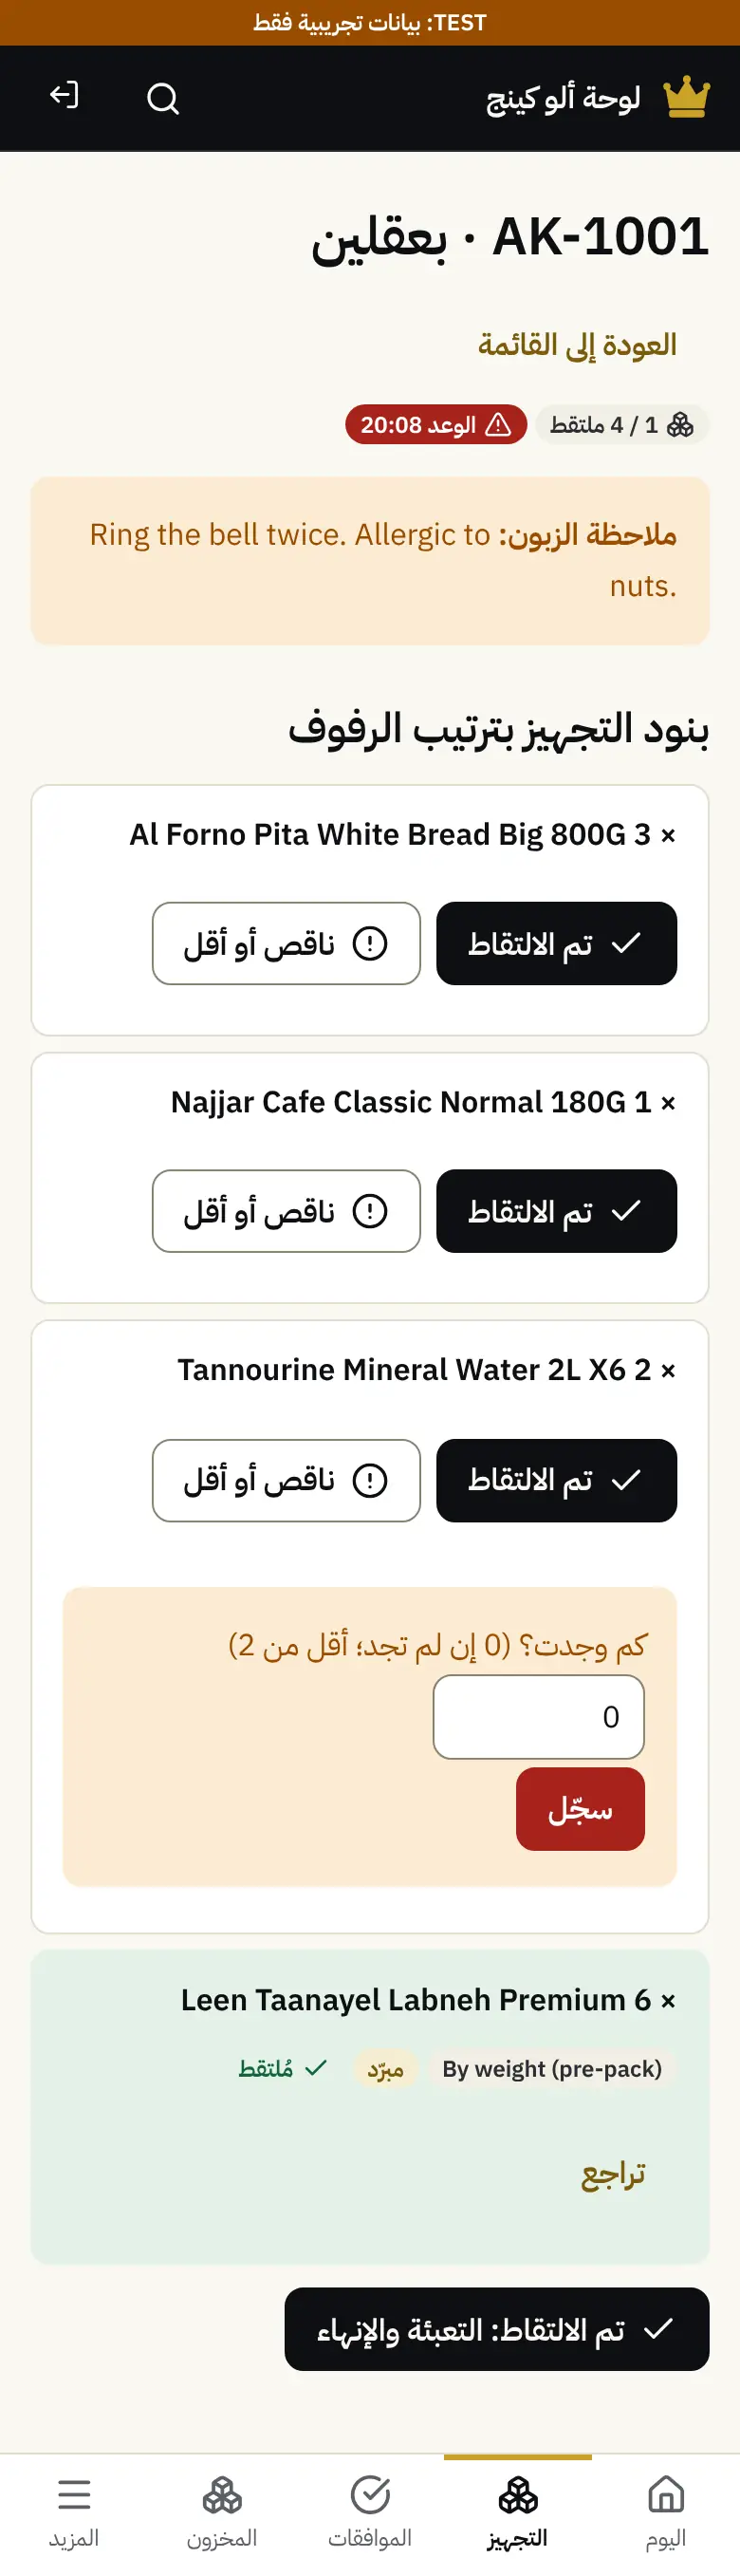 TEST: بيانات تجريبية فقط
لوحة ألو كينج
AK-1001 · بعقلين
العودة إلى القائمة
1 / 4 ملتقط
الوعد 20:08
ملاحظة الزبون: Ring the bell twice. Allergic to
nuts.
بنود التجهيز بترتيب الرفوف
Al Forno Pita White Bread Big 800G 3 ×
تم الالتقاط
ناقص أو أقل
Najjar Cafe Classic Normal 180G 1 ×
تم الالتقاط
ناقص أو أقل
Tannourine Mineral Water 2L X6 2 ×
تم الالتقاط
ناقص أو أقل
كم وجدت؟ (0 إن لم تجد؛ أقل من 2)
0
سجّل
Leen Taanayel Labneh Premium 6 ×
By weight (pre-pack)
مبرّد
مُلتقط
تراجع
تم الالتقاط: التعبئة والإنهاء
اليوم
التجهيز
الموافقات
المخزون
المزيد